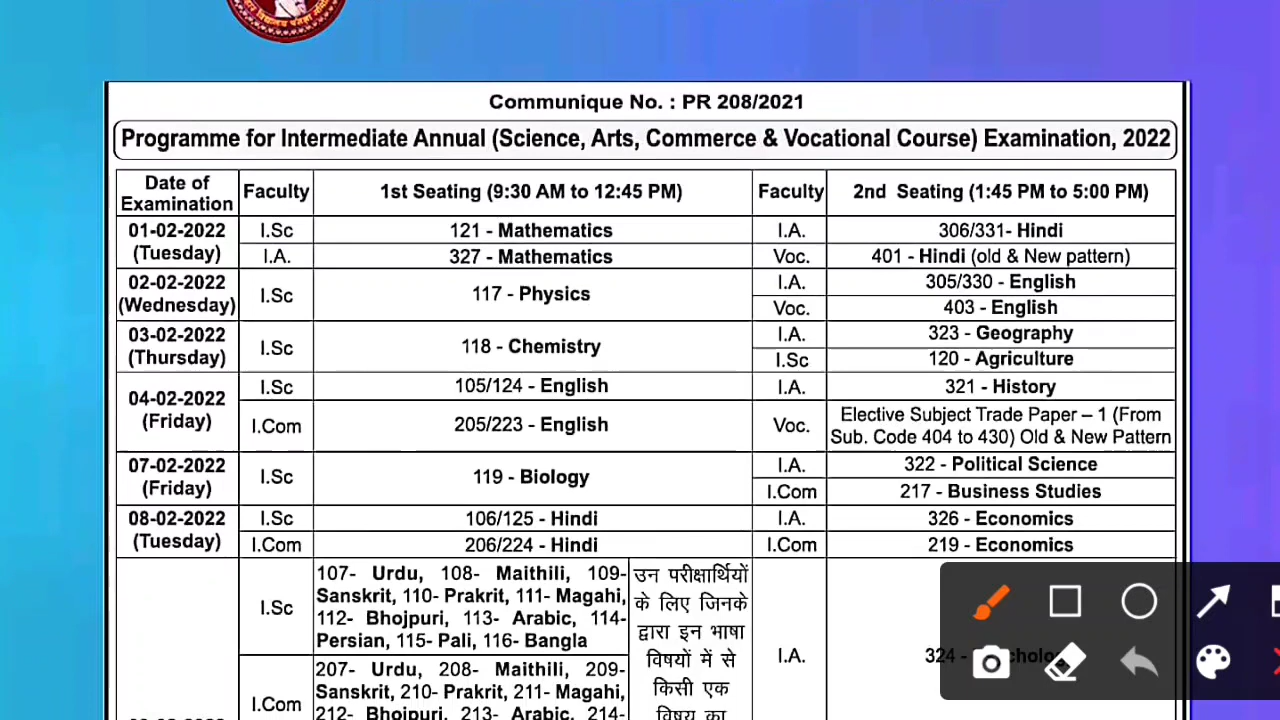 Communique No. : PR 208/2021
Programme for Intermediate Annual (Science, Arts, Commerce & Vocational Course) Examination, 2022
Date of Examination Faculty 1st Seating (9:30 AM to 12:45 PM) Faculty 2nd Seating (1:45 PM to 5:00 PM)
01-02-2022 (Tuesday)
I.Sc 121 - Mathematics I.A. 306/331- Hindi
I.A. 327 - Mathematics Voc. 401 - Hindi (old & New pattern)
02-02-2022 (Wednesday)
I.Sc 117 - Physics
I.A. 305/330 - English
Voc. 403 - English
03-02-2022 (Thursday)
I.Sc 118 - Chemistry
I.A. 323 - Geography
I.Sc 120 - Agriculture
04-02-2022 (Friday)
I.Sc 105/124 - English I.A. 321 - History
I.Com 205/223 - English Voc. Elective Subject Trade Paper – 1 (From
Sub. Code 404 to 430) Old & New Pattern
07-02-2022 (Friday)
I.Sc 119 - Biology
I.A. 322 - Political Science
I.Com 217 - Business Studies
08-02-2022 (Tuesday)
I.Sc 106/125 - Hindi I.A. 326 - Economics
I.Com 206/224 - Hindi I.Com 219 - Economics
I.Sc
107- Urdu, 108- Maithili, 109-
Sanskrit, 110- Prakrit, 111- Magahi,
112- Bhojpuri, 113- Arabic, 114-
Persian, 115- Pali, 116- Bangla
I.Com
207- Urdu, 208- Maithili, 209-
Sanskrit, 210- Prakrit, 211- Magahi,
212- Bhojpuri, 213- Arabic, 214-
उन परीक्षार्थियों
के लिए जिनके
द्वारा इन भाषा
विषयों में से
किसी एक
विषय का
I.A. 324 -